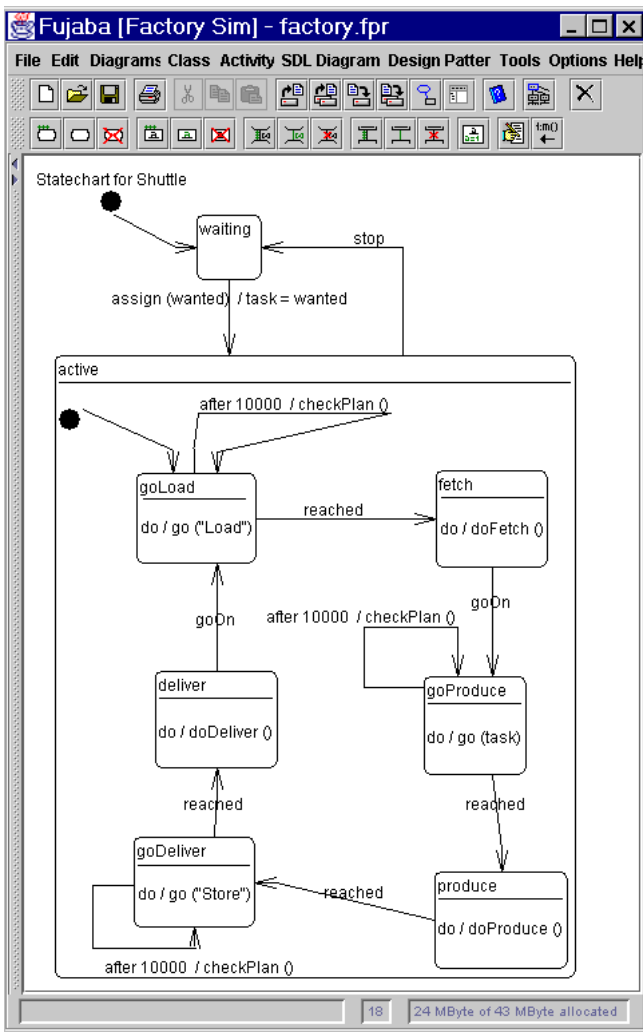 Fujaba [Factory Sim] - factory.fpr
File Edit Diagrams Class Activity SDL Diagram Design Patter Tools Options Help
t:m()
Statechart for Shuttle
waiting
stop
assign (wanted) / task = wanted
active
after 10000 / checkPlan ()
goLoad
do / go ("Load")
reached
fetch
do / doFetch ()
goOn
goOn
after 10000 / checkPlan ()
deliver
do / doDeliver ()
goProduce
do / go (task)
reached
reached
goDeliver
do / go ("Store")
reached
produce
do / doProduce ()
after 10000 / checkPlan ()
18
24 MByte of 43 MByte allocated